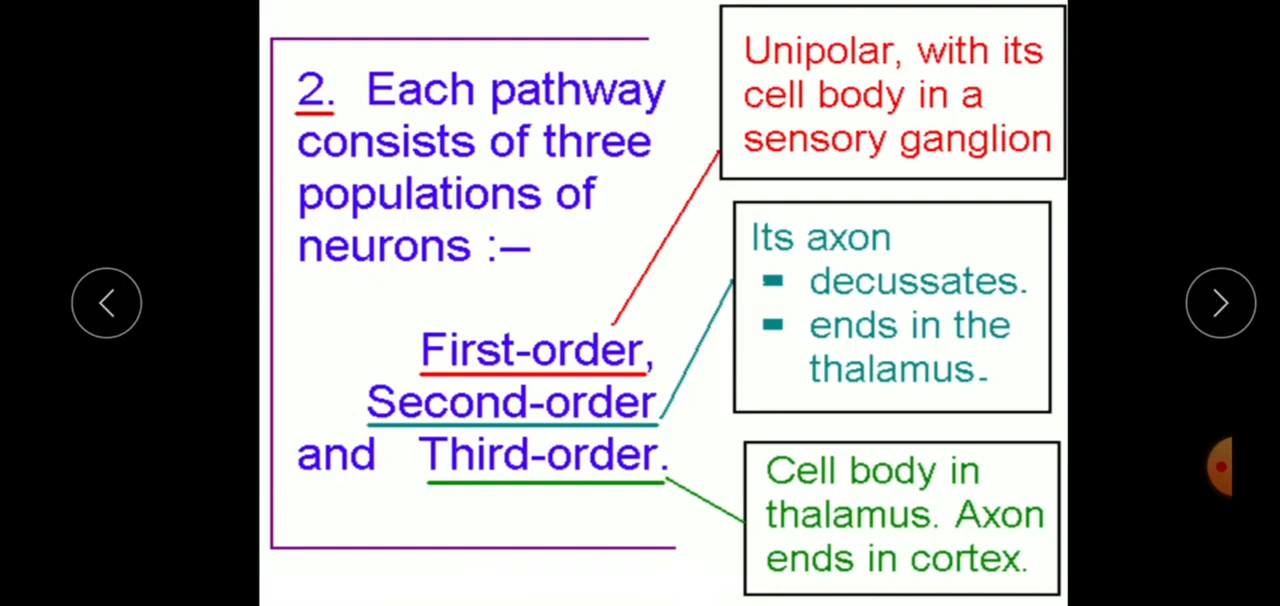 2. Each pathway
consists of three
populations of
neurons :–
First-order,
Second-order
and Third-order.
Unipolar, with its
cell body in a
sensory ganglion
Its axon
- decussates.
- ends in the
thalamus.
Cell body in
thalamus. Axon
ends in cortex.